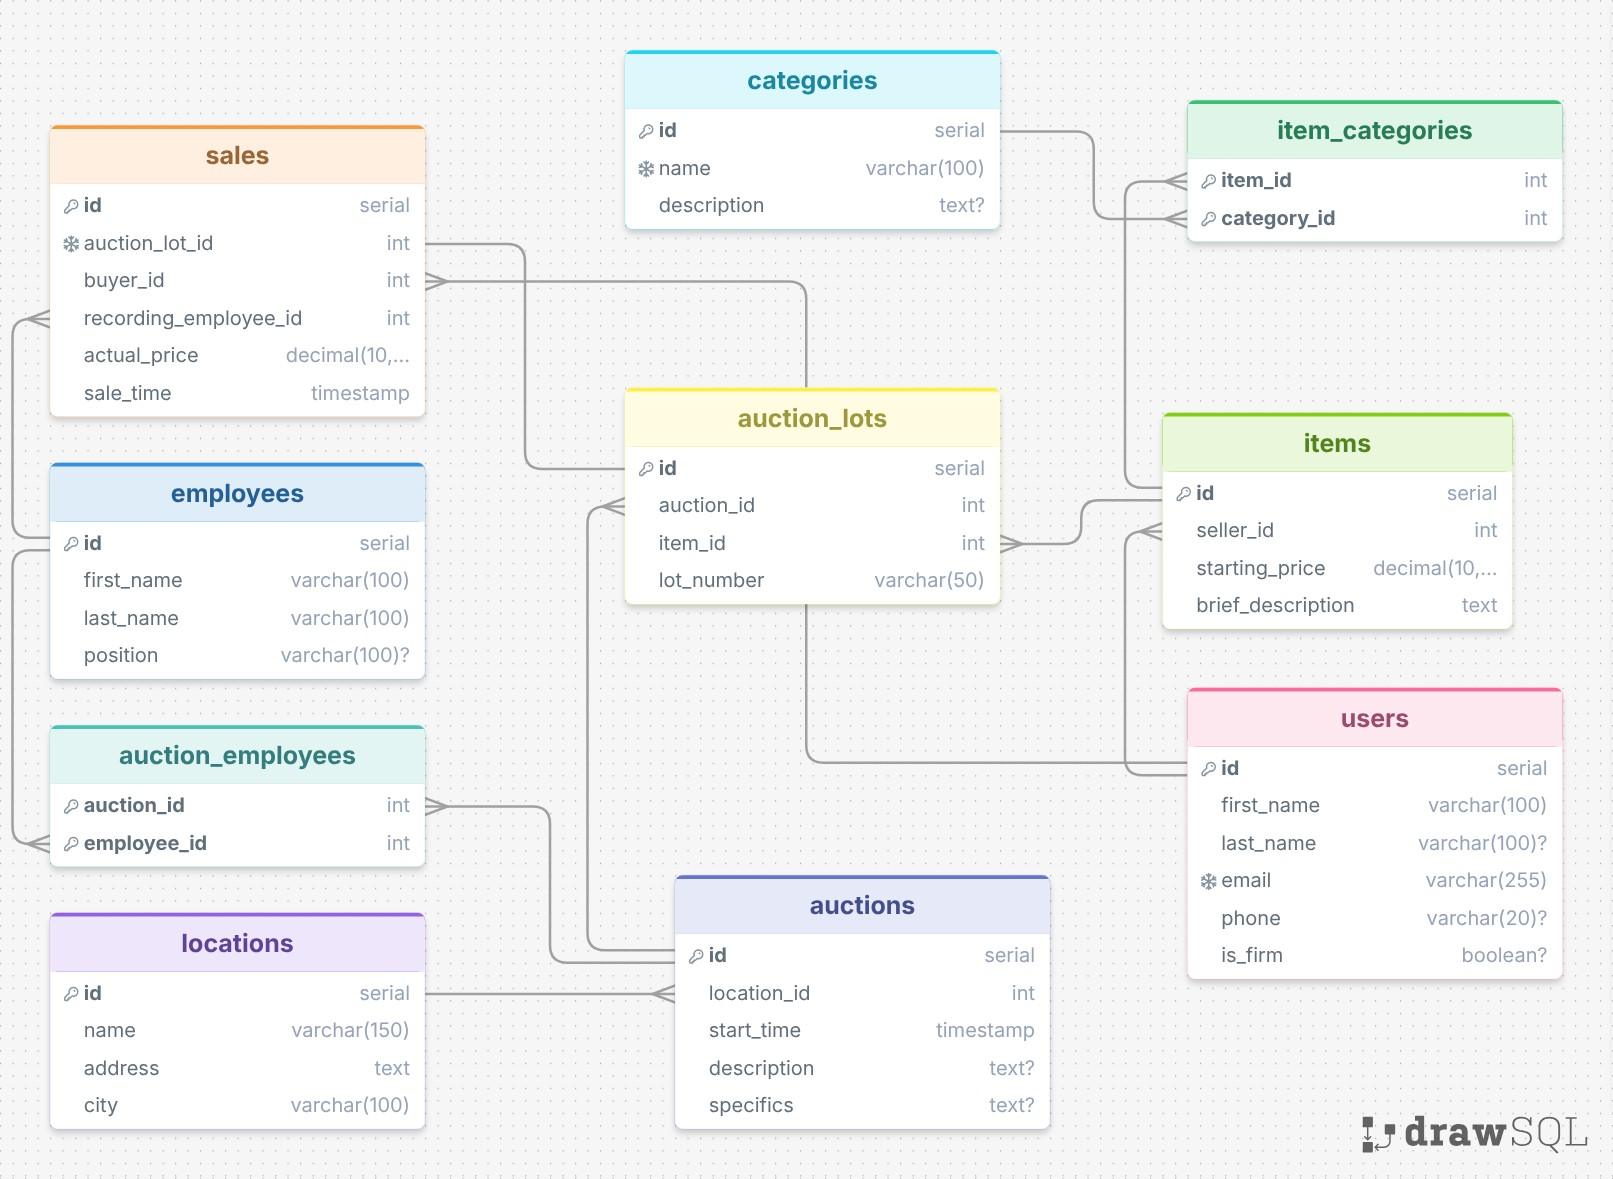 categories
id serial
name varchar(100)
description text?
item_categories
item_id int
category_id int
sales
id serial
auction_lot_id int
buyer_id int
recording_employee_id int
actual_price decimal(10,...
sale_time timestamp
auction_lots
id serial
auction_id int
item_id int
lot_number varchar(50)
items
id serial
seller_id int
starting_price decimal(10,...
brief_description text
employees
id serial
first_name varchar(100)
last_name varchar(100)
position varchar(100)?
users
id serial
first_name varchar(100)
last_name varchar(100)?
email varchar(255)
phone varchar(20)?
is_firm boolean?
auction_employees
auction_id int
employee_id int
auctions
id serial
location_id int
start_time timestamp
description text?
specifics text?
locations
id serial
name varchar(150)
address text
city varchar(100)
drawSQL